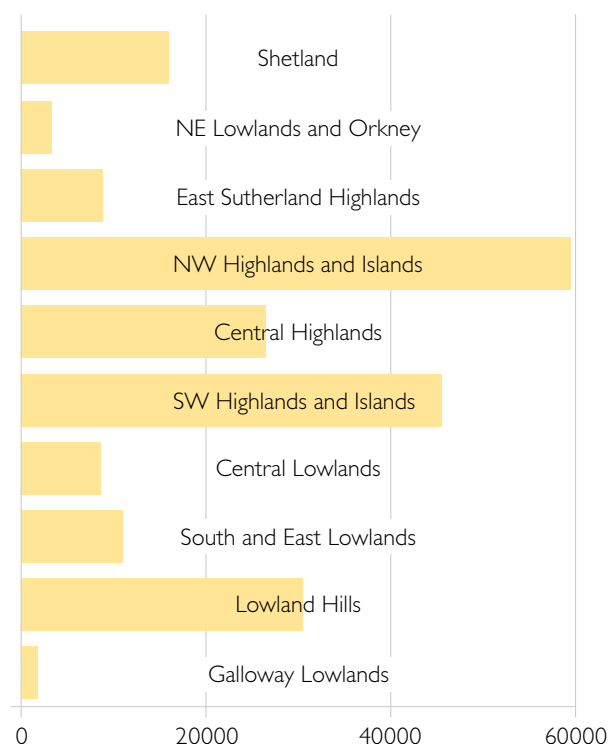 Shetland
NE Lowlands and Orkney
East Sutherland Highlands
NW Highlands and Islands
Central Highlands
SW Highlands and Islands
Central Lowlands
South and East Lowlands
Lowland Hills
Galloway Lowlands
0 20000 40000 60000